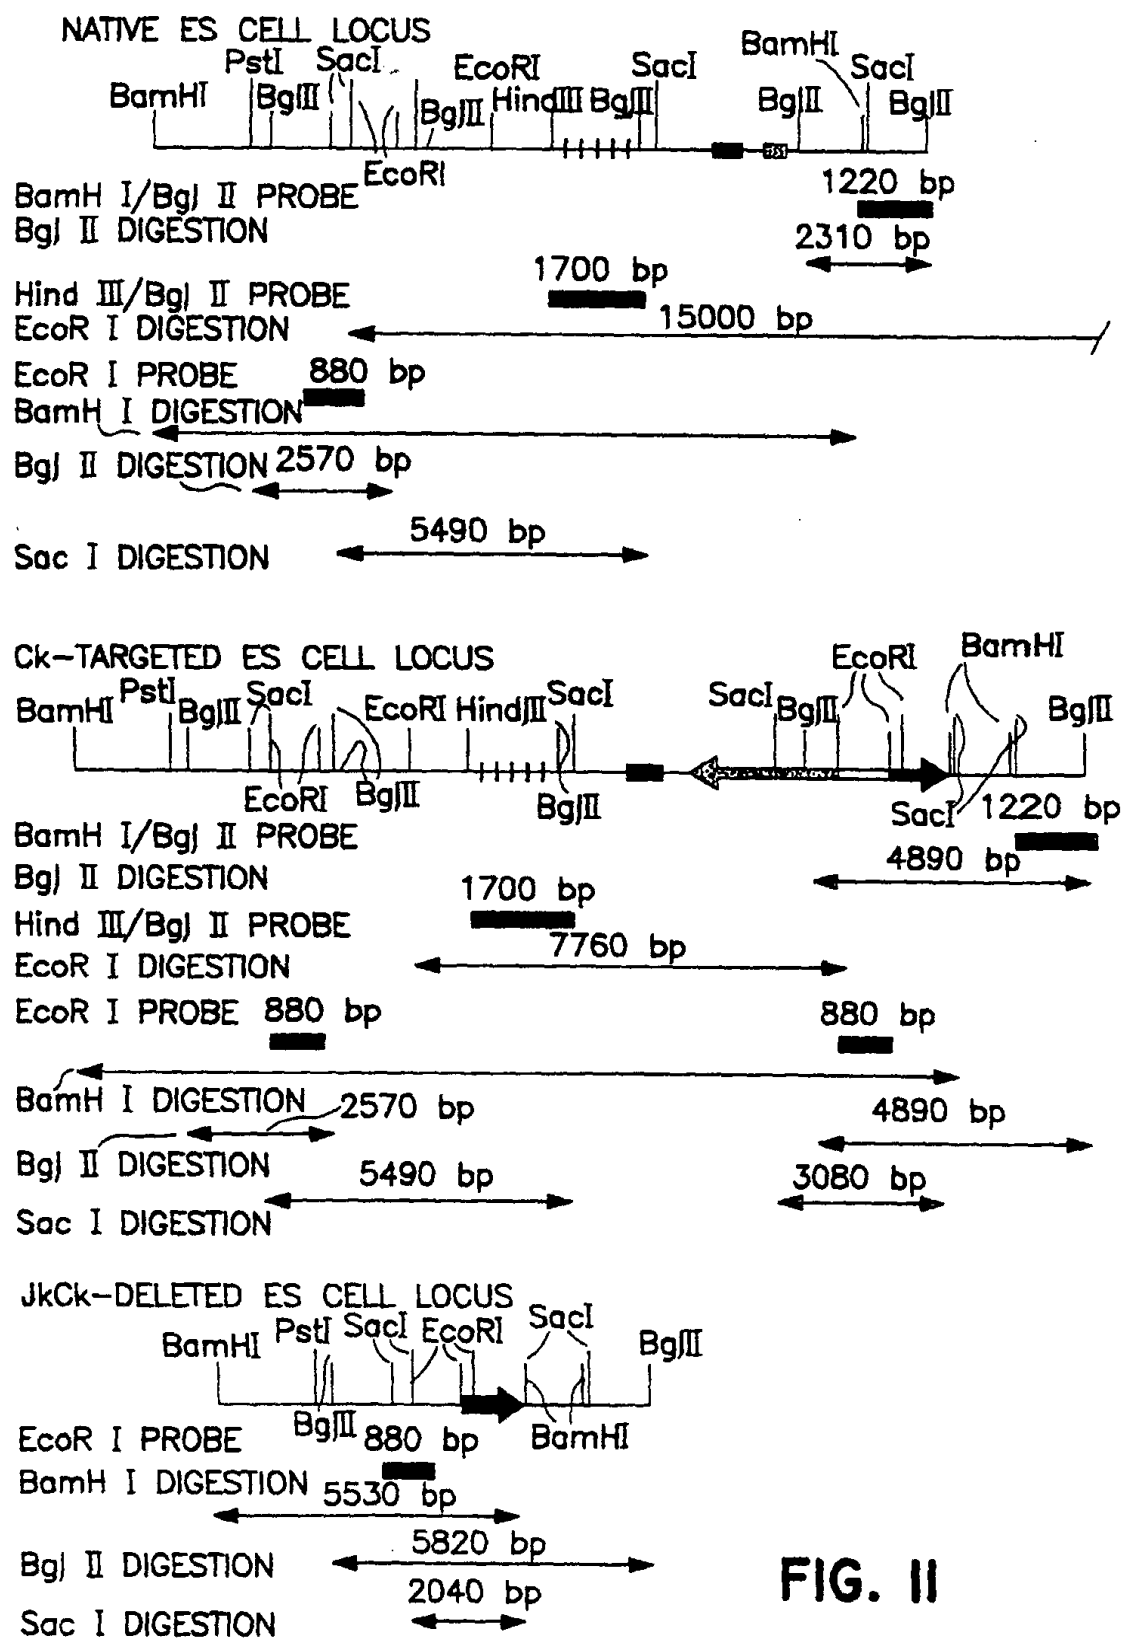 NATIVE ES CELL LOCUS
BamHI
PstI
BglII
SacI
EcoRI
BglII
EcoRI
HindIII
BglII
SacI
BamHI
BglII
SacI
BglII
BamH I/Bgl II PROBE
1220 bp
Bgl II DIGESTION
2310 bp
Hind III/Bgl II PROBE
1700 bp
EcoR I DIGESTION
15000 bp
EcoR I PROBE
880 bp
BamH I DIGESTION
Bgl II DIGESTION
2570 bp
Sac I DIGESTION
5490 bp
Ck-TARGETED ES CELL LOCUS
BamHI
PstI
BglII
SacI
EcoRI
BglII
EcoRI
HindIII
BglII
SacI
SacI
BglII
EcoRI
BamHI
SacI
BglII
BamH I/Bgl II PROBE
1220 bp
Bgl II DIGESTION
4890 bp
Hind III/Bgl II PROBE
1700 bp
EcoR I DIGESTION
7760 bp
EcoR I PROBE
880 bp
880 bp
BamH I DIGESTION
Bgl II DIGESTION
2570 bp
4890 bp
Sac I DIGESTION
5490 bp
3080 bp
JkCk-DELETED ES CELL LOCUS
BamHI
PstI
BglII
SacI
EcoRI
SacI
BamHI
BglII
EcoR I PROBE
880 bp
BamH I DIGESTION
5530 bp
Bgl II DIGESTION
5820 bp
Sac I DIGESTION
2040 bp
FIG. II